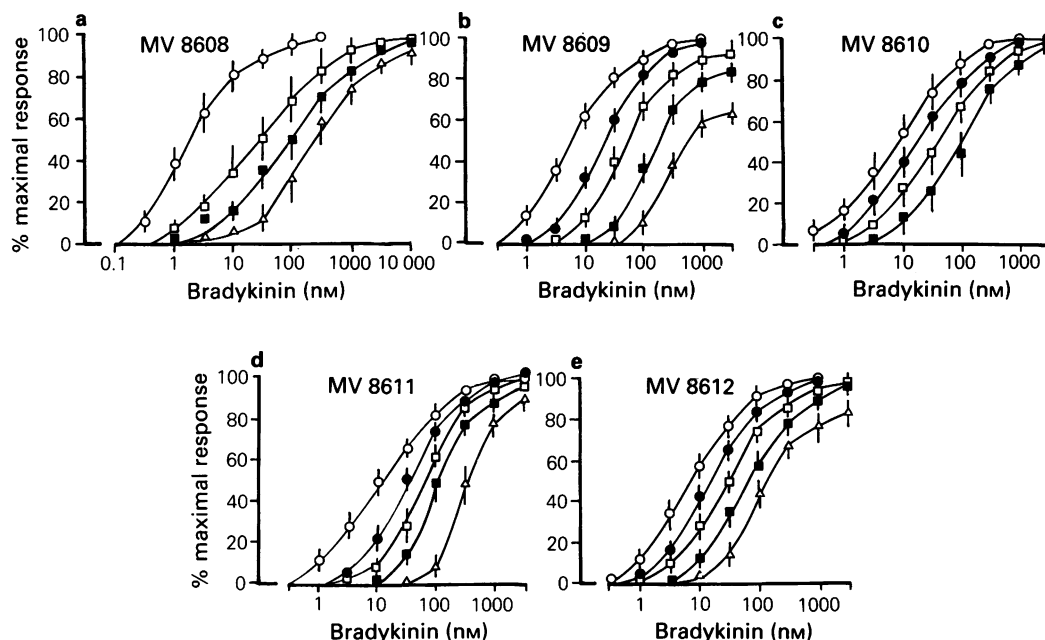 a
MV 8608
% maximal response
100
80
60
40
20
0
0.1 1 10 100 1000 10 000
Bradykinin (nM)
b
MV 8609
100
80
60
40
20
0
1 10 100 1000
Bradykinin (nM)
c
MV 8610
100
80
60
40
20
0
1 10 100 1000
Bradykinin (nM)
d
MV 8611
% maximal response
100
80
60
40
20
0
1 10 100 1000
Bradykinin (nM)
e
MV 8612
100
80
60
40
20
0
1 10 100 1000
Bradykinin (nM)